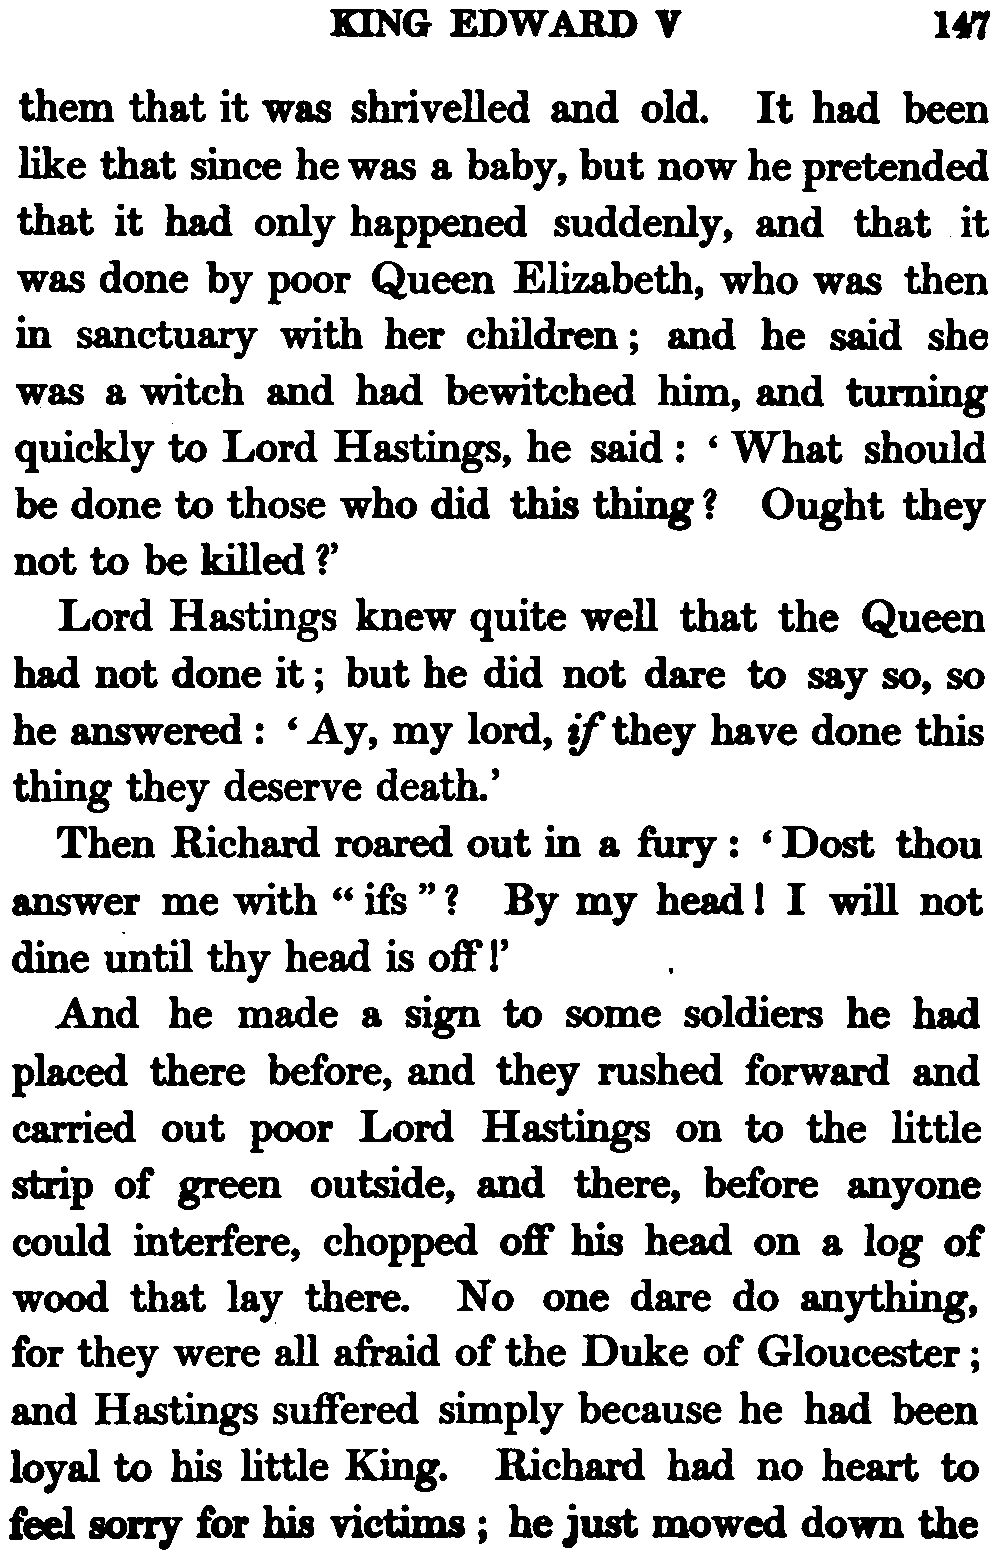 KING EDWARD V 147
them that it was shrivelled and old. It had been
like that since he was a baby, but now he pretended
that it had only happened suddenly, and that it
was done by poor Queen Elizabeth, who was then
in sanctuary with her children ; and he said she
was a witch and had bewitched him, and turning
quickly to Lord Hastings, he said : ‘ What should
be done to those who did this thing ? Ought they
not to be killed ?’
Lord Hastings knew quite well that the Queen
had not done it ; but he did not dare to say so, so
he answered : ‘ Ay, my lord, if they have done this
thing they deserve death.’
Then Richard roared out in a fury : ‘ Dost thou
answer me with “ ifs ” ? By my head ! I will not
dine until thy head is off !’
And he made a sign to some soldiers he had
placed there before, and they rushed forward and
carried out poor Lord Hastings on to the little
strip of green outside, and there, before anyone
could interfere, chopped off his head on a log of
wood that lay there. No one dare do anything,
for they were all afraid of the Duke of Gloucester ;
and Hastings suffered simply because he had been
loyal to his little King. Richard had no heart to
feel sorry for his victims ; he just mowed down the